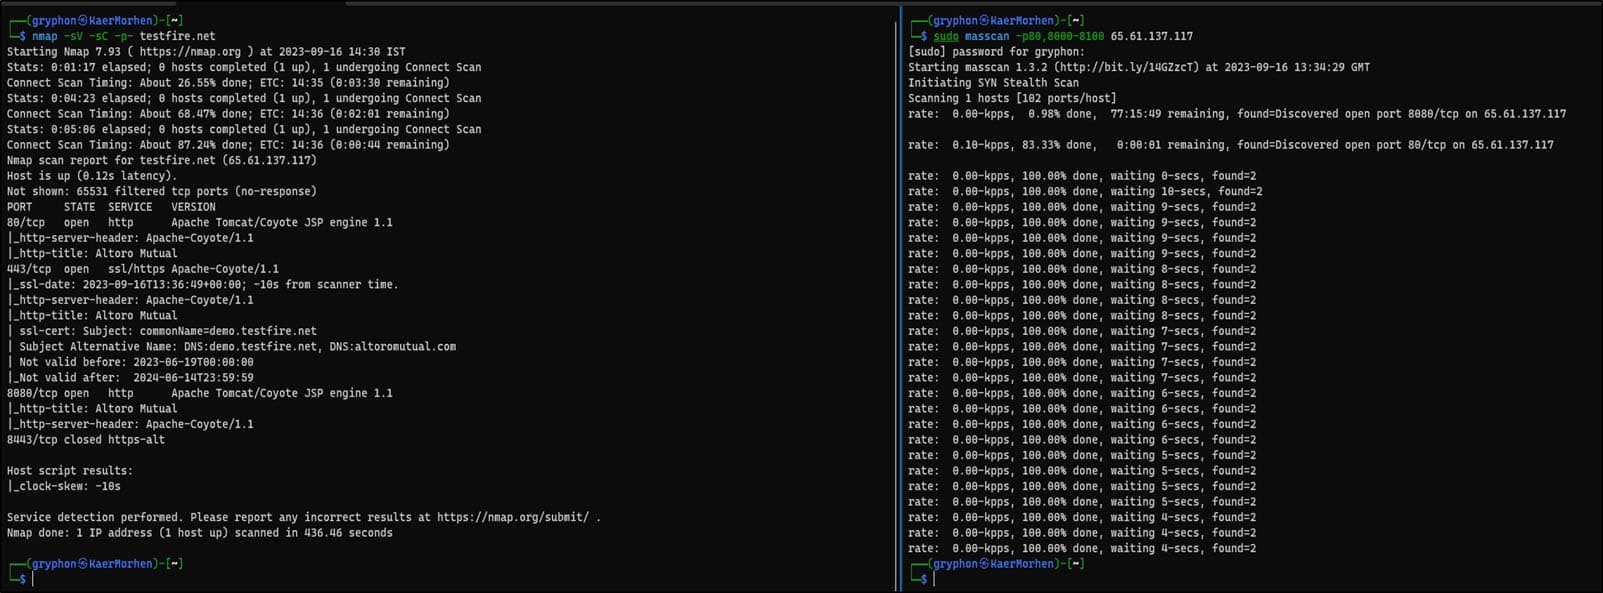 ┌──(gryphon㉿KaerMorhen)-[~]
└─$ nmap -sV -sC -p- testfire.net
Starting Nmap 7.93 ( https://nmap.org ) at 2023-09-16 14:30 IST
Stats: 0:01:17 elapsed; 0 hosts completed (1 up), 1 undergoing Connect Scan
Connect Scan Timing: About 26.55% done; ETC: 14:35 (0:03:30 remaining)
Stats: 0:04:23 elapsed; 0 hosts completed (1 up), 1 undergoing Connect Scan
Connect Scan Timing: About 68.47% done; ETC: 14:36 (0:02:01 remaining)
Stats: 0:05:06 elapsed; 0 hosts completed (1 up), 1 undergoing Connect Scan
Connect Scan Timing: About 87.24% done; ETC: 14:36 (0:00:44 remaining)
Nmap scan report for testfire.net (65.61.137.117)
Host is up (0.12s latency).
Not shown: 65531 filtered tcp ports (no-response)
PORT     STATE  SERVICE   VERSION
80/tcp   open   http      Apache Tomcat/Coyote JSP engine 1.1
|_http-server-header: Apache-Coyote/1.1
|_http-title: Altoro Mutual
443/tcp  open   ssl/https Apache-Coyote/1.1
|_ssl-date: 2023-09-16T13:36:49+00:00; -10s from scanner time.
|_http-server-header: Apache-Coyote/1.1
|_http-title: Altoro Mutual
| ssl-cert: Subject: commonName=demo.testfire.net
| Subject Alternative Name: DNS:demo.testfire.net, DNS:altoromutual.com
| Not valid before: 2023-06-19T00:00:00
|_Not valid after:  2024-06-14T23:59:59
8080/tcp open   http      Apache Tomcat/Coyote JSP engine 1.1
|_http-title: Altoro Mutual
|_http-server-header: Apache-Coyote/1.1
8443/tcp closed https-alt
Host script results:
|_clock-skew: -10s
Service detection performed. Please report any incorrect results at https://nmap.org/submit/ .
Nmap done: 1 IP address (1 host up) scanned in 436.46 seconds
┌──(gryphon㉿KaerMorhen)-[~]
└─$
┌──(gryphon㉿KaerMorhen)-[~]
└─$ sudo masscan -p80,8000-8100 65.61.137.117
[sudo] password for gryphon:
Starting masscan 1.3.2 (http://bit.ly/14GZzcT) at 2023-09-16 13:34:29 GMT
Initiating SYN Stealth Scan
Scanning 1 hosts [102 ports/host]
rate:  0.00-kpps,  0.98% done,  77:15:49 remaining, found=Discovered open port 8080/tcp on 65.61.137.117
rate:  0.10-kpps, 83.33% done,   0:00:01 remaining, found=Discovered open port 80/tcp on 65.61.137.117
rate:  0.00-kpps, 100.00% done, waiting 0-secs, found=2
rate:  0.00-kpps, 100.00% done, waiting 10-secs, found=2
rate:  0.00-kpps, 100.00% done, waiting 9-secs, found=2
rate:  0.00-kpps, 100.00% done, waiting 9-secs, found=2
rate:  0.00-kpps, 100.00% done, waiting 9-secs, found=2
rate:  0.00-kpps, 100.00% done, waiting 9-secs, found=2
rate:  0.00-kpps, 100.00% done, waiting 8-secs, found=2
rate:  0.00-kpps, 100.00% done, waiting 8-secs, found=2
rate:  0.00-kpps, 100.00% done, waiting 8-secs, found=2
rate:  0.00-kpps, 100.00% done, waiting 8-secs, found=2
rate:  0.00-kpps, 100.00% done, waiting 7-secs, found=2
rate:  0.00-kpps, 100.00% done, waiting 7-secs, found=2
rate:  0.00-kpps, 100.00% done, waiting 7-secs, found=2
rate:  0.00-kpps, 100.00% done, waiting 7-secs, found=2
rate:  0.00-kpps, 100.00% done, waiting 6-secs, found=2
rate:  0.00-kpps, 100.00% done, waiting 6-secs, found=2
rate:  0.00-kpps, 100.00% done, waiting 6-secs, found=2
rate:  0.00-kpps, 100.00% done, waiting 6-secs, found=2
rate:  0.00-kpps, 100.00% done, waiting 5-secs, found=2
rate:  0.00-kpps, 100.00% done, waiting 5-secs, found=2
rate:  0.00-kpps, 100.00% done, waiting 5-secs, found=2
rate:  0.00-kpps, 100.00% done, waiting 5-secs, found=2
rate:  0.00-kpps, 100.00% done, waiting 4-secs, found=2
rate:  0.00-kpps, 100.00% done, waiting 4-secs, found=2
rate:  0.00-kpps, 100.00% done, waiting 4-secs, found=2
┌──(gryphon㉿KaerMorhen)-[~]
└─$